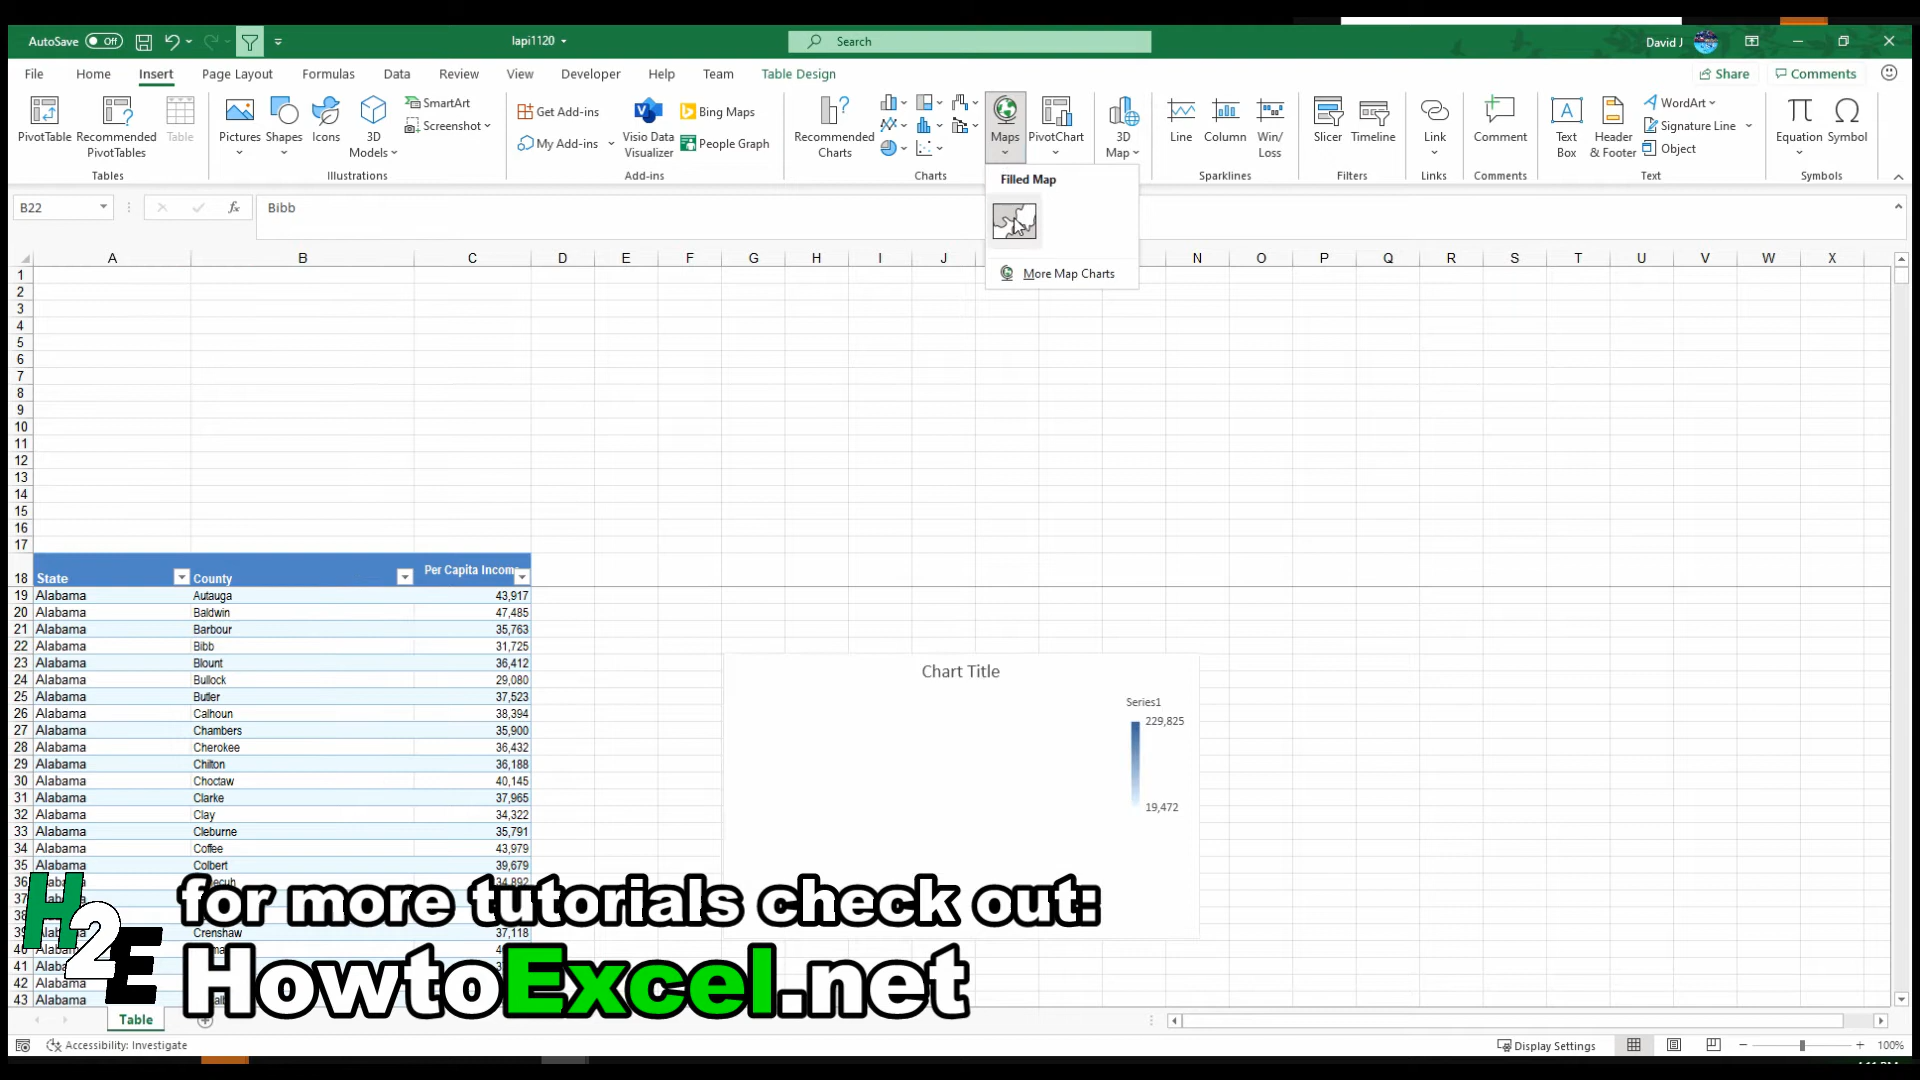 AutoSave Off
lapi1120
Search
David J
File Home Insert Page Layout Formulas Data Review View Developer Help Team Table Design
Share Comments
PivotTable Recommended PivotTables Table
Tables
Pictures Shapes Icons 3D Models SmartArt Screenshot
Illustrations
Get Add-ins My Add-ins Visio Data Visualizer Bing Maps People Graph
Add-ins
Recommended Charts Maps PivotChart
Charts
3D Map
Line Column Win/Loss
Sparklines
Slicer Timeline
Filters
Link
Links
Comment
Comments
Text Box Header & Footer WordArt Signature Line Object
Text
Equation Symbol
Symbols
Filled Map
More Map Charts
B22 fx Bibb
A B C D E F G H I J N O P Q R S T U V W X
1
2
3
4
5
6
7
8
9
10
11
12
13
14
15
16
17
18 State County Per Capita Income
19 Alabama Autauga 43,917
20 Alabama Baldwin 47,485
21 Alabama Barbour 35,763
22 Alabama Bibb 31,725
23 Alabama Blount 36,412
24 Alabama Bullock 29,080
25 Alabama Butler 37,523
26 Alabama Calhoun 38,394
27 Alabama Chambers 35,900
28 Alabama Cherokee 36,432
29 Alabama Chilton 36,188
30 Alabama Choctaw 40,145
31 Alabama Clarke 37,965
32 Alabama Clay 34,322
33 Alabama Cleburne 35,791
34 Alabama Coffee 43,979
35 Alabama Colbert 39,679
36
37
38
39 Crenshaw 37,118
40
41
42
43 Alabama
Chart Title
Series1
229,825
19,472
H2E
for more tutorials check out:
HowtoExcel.net
Table
Accessibility: Investigate
Display Settings
100%